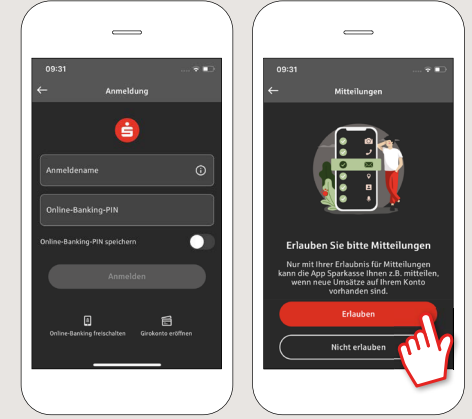 09:31
Anmeldung
Anmeldename
Online-Banking-PIN
Online-Banking-PIN speichern
Anmelden
Online-Banking freischalten
Girokonto eröffnen
09:31
Mitteilungen
Erlauben Sie bitte Mitteilungen
Nur mit Ihrer Erlaubnis für Mitteilungen
kann die App Sparkasse Ihnen z.B. mitteilen,
wenn neue Umsätze auf Ihrem Konto
vorhanden sind.
Erlauben
Nicht erlauben